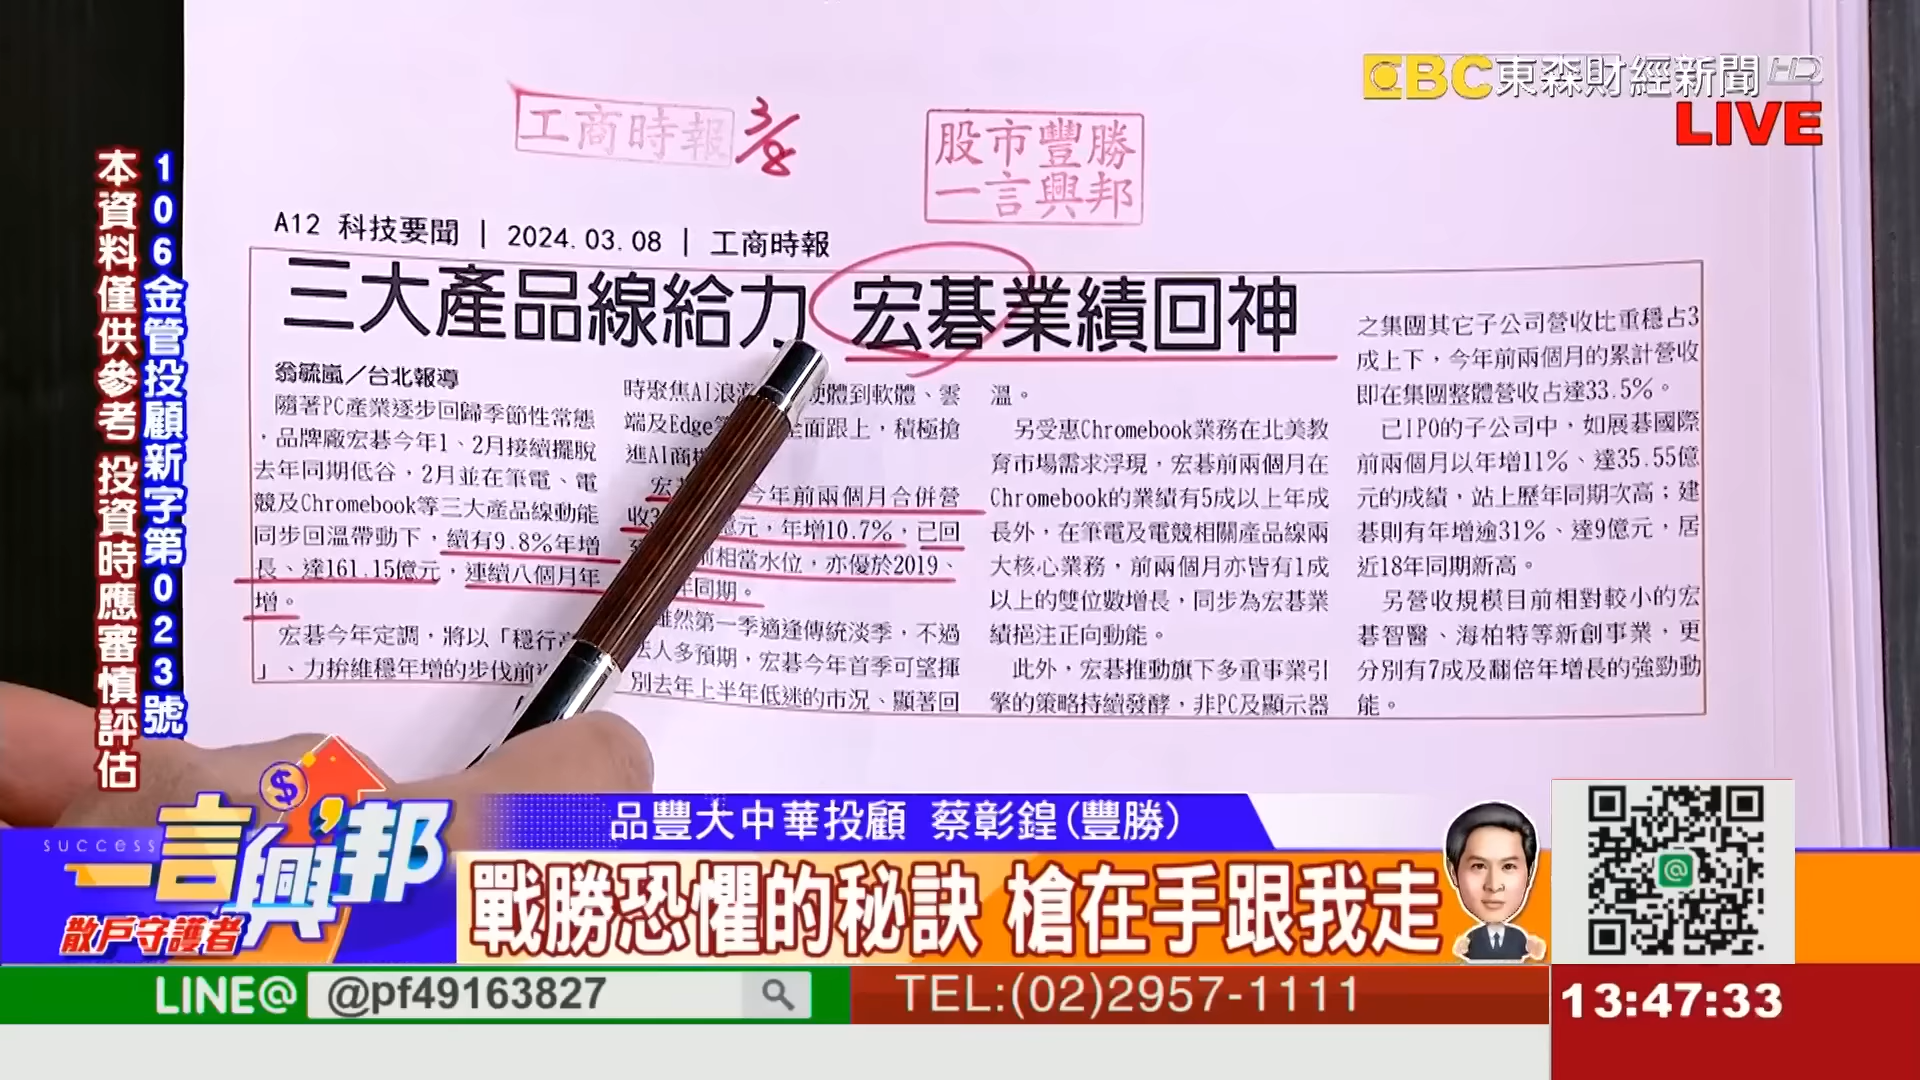 EBC東森財經新聞 HD
LIVE
本資料僅供參考 投資時應審慎評估
106金管投顧新字第023號
工商時報 3/8
股市豐勝
一言興邦
A12 科技要聞 | 2024.03.08 | 工商時報
三大產品線給力 宏碁業績回神
翁毓嵐/台北報導
隨著PC產業逐步回歸季節性常態
,品牌廠宏碁今年1、2月接續擺脫
去年同期低谷,2月並在筆電、電
競及Chromebook等三大產品線動能
同步回溫帶動下,續有9.8%年增
長、達161.15億元,連續八個月年
增。
宏碁今年定調,將以「穩行
」、力拚維穩年增的步伐前
時聚焦AI浪 硬體到軟體、雲
端及Edge 全面跟上,積極搶
進AI商
宏 今年前兩個月合併營
收3 億元,年增10.7%,已回
前相當水位,亦優於2019、
年同期。
雖然第一季適逢傳統淡季,不過
法人多預期,宏碁今年首季可望揮
別去年上半年低迷的市況、顯著回
溫。
另受惠Chromebook業務在北美教
育市場需求浮現,宏碁前兩個月在
Chromebook的業績有5成以上年成
長外,在筆電及電競相關產品線兩
大核心業務,前兩個月亦皆有1成
以上的雙位數增長,同步為宏碁業
績挹注正向動能。
此外,宏碁推動旗下多重事業引
擎的策略持續發酵,非PC及顯示器
之集團其它子公司營收比重穩占3
成上下,今年前兩個月的累計營收
即在集團整體營收占達33.5%。
已IPO的子公司中,如展碁國際
前兩個月以年增11%、達35.55億
元的成績,站上歷年同期次高;建
碁則有年增逾31%、達9億元,居
近18年同期新高。
另營收規模目前相對較小的宏
碁智醫、海柏特等新創事業,更
分別有7成及翻倍年增長的強勁動
能。
success
一言興邦
散戶守護者
品豐大中華投顧 蔡彰鍠(豐勝)
戰勝恐懼的秘訣 槍在手跟我走
LINE@ @pf49163827
TEL:(02)2957-1111
13:47:33